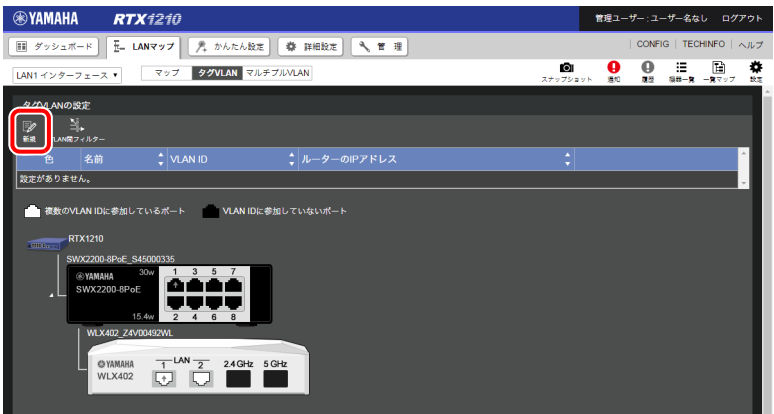 YAMAHA RTX1210 管理ユーザー : ユーザー名なし ログアウト
ダッシュボード LANマップ かんたん設定 詳細設定 管 理 CONFIG TECHINFO ヘルプ
LAN1 インターフェース マップ タグVLAN マルチプルVLAN スナップショット 通知 履歴 機器一覧 一覧マップ 設定
タグVLANの設定
新規 VLAN間フィルター
色 名前 VLAN ID ルーターのIPアドレス
設定がありません。
複数のVLAN IDに参加しているポート VLAN IDに参加していないポート
RTX1210
SWX2200-8PoE_S45000335
YAMAHA 30w 1 3 5 7
SWX2200-8PoE
15.4w 2 4 6 8
WLX402_Z4V00492WL
YAMAHA 1 LAN 2 2.4 GHz 5 GHz
WLX402